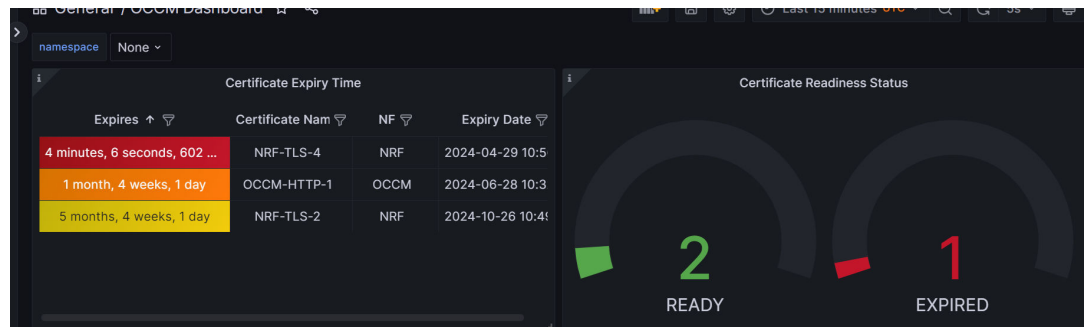 General / OCCM Dashboard
Last 15 minutes UTC
5s
namespace
None
Certificate Expiry Time
Expires
Certificate Nam
NF
Expiry Date
4 minutes, 6 seconds, 602 ...
NRF-TLS-4
NRF
2024-04-29 10:5
1 month, 4 weeks, 1 day
OCCM-HTTP-1
OCCM
2024-06-28 10:3
5 months, 4 weeks, 1 day
NRF-TLS-2
NRF
2024-10-26 10:49
Certificate Readiness Status
2
READY
1
EXPIRED